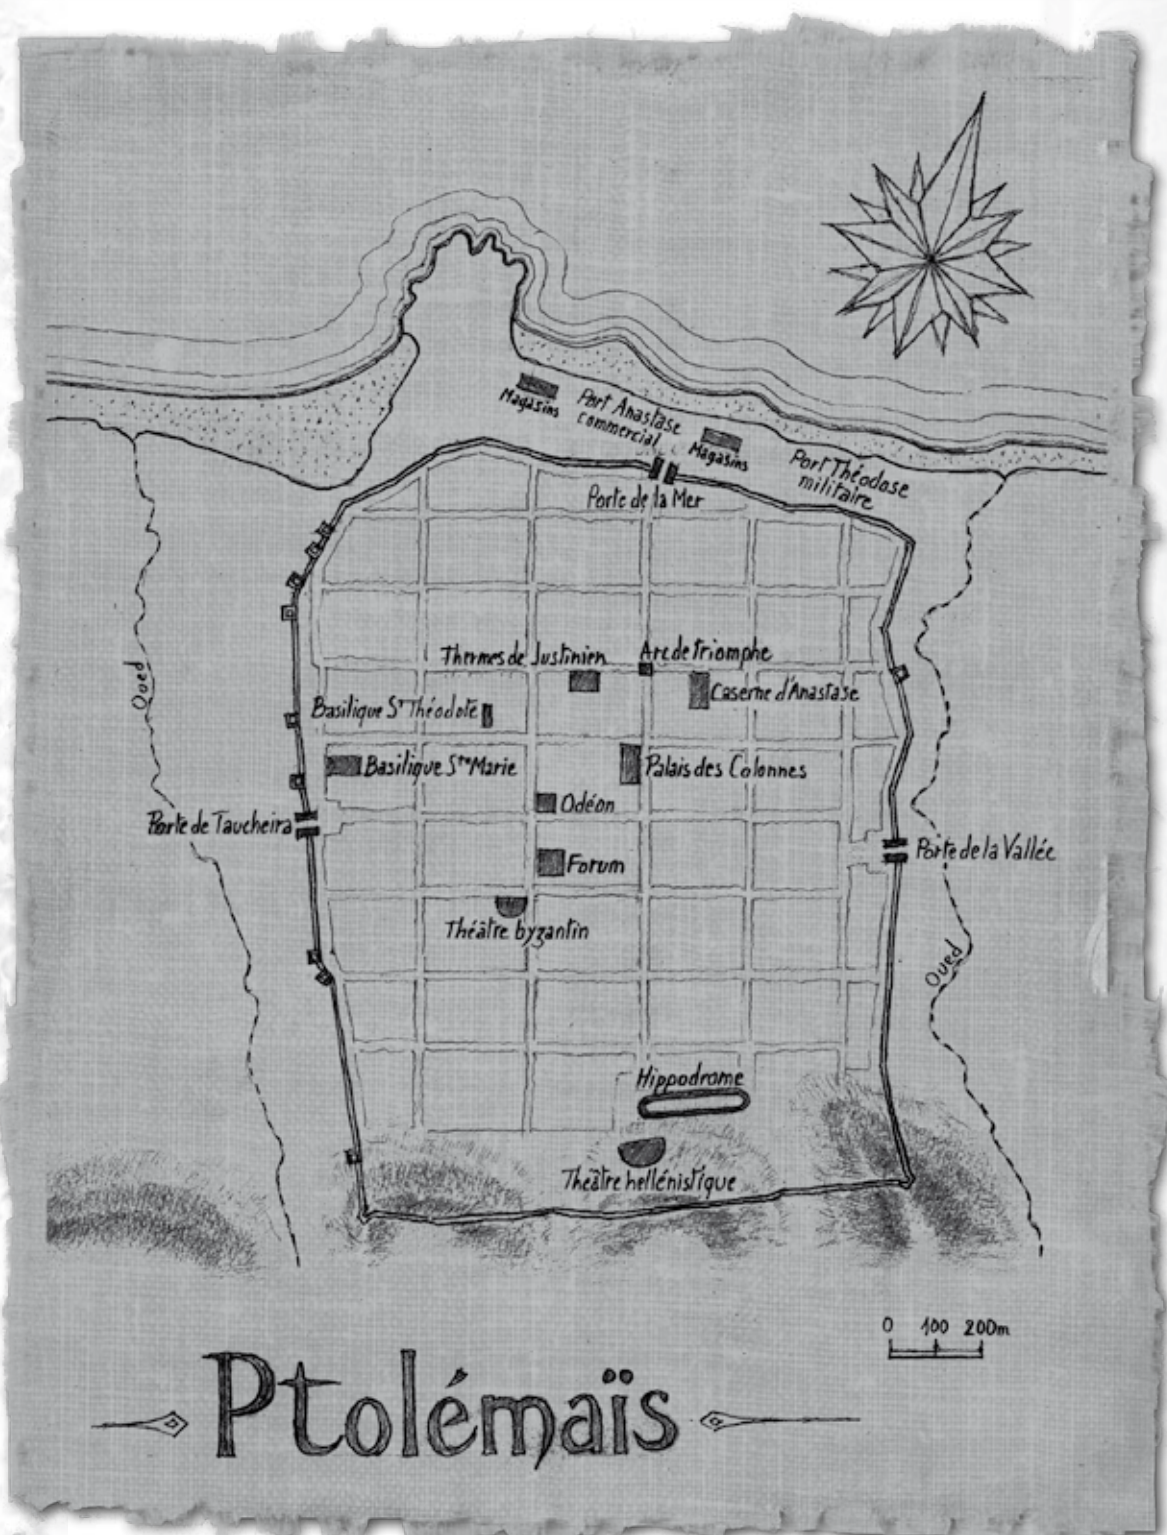 Magasins
Port Anastase
commercial
Magasins
Port Théodose
militaire
Porte de la Mer
Thermes de Justinien
Arc de triomphe
Caserne d'Anastase
Basilique St Théodote
Basilique Ste Marie
Palais des Colonnes
Odéon
Porte de Taucheira
Porte de la Vallée
Forum
Théâtre byzantin
Oued
Oued
Hippodrome
Théâtre hellénistique
0 100 200m
Ptolémaïs